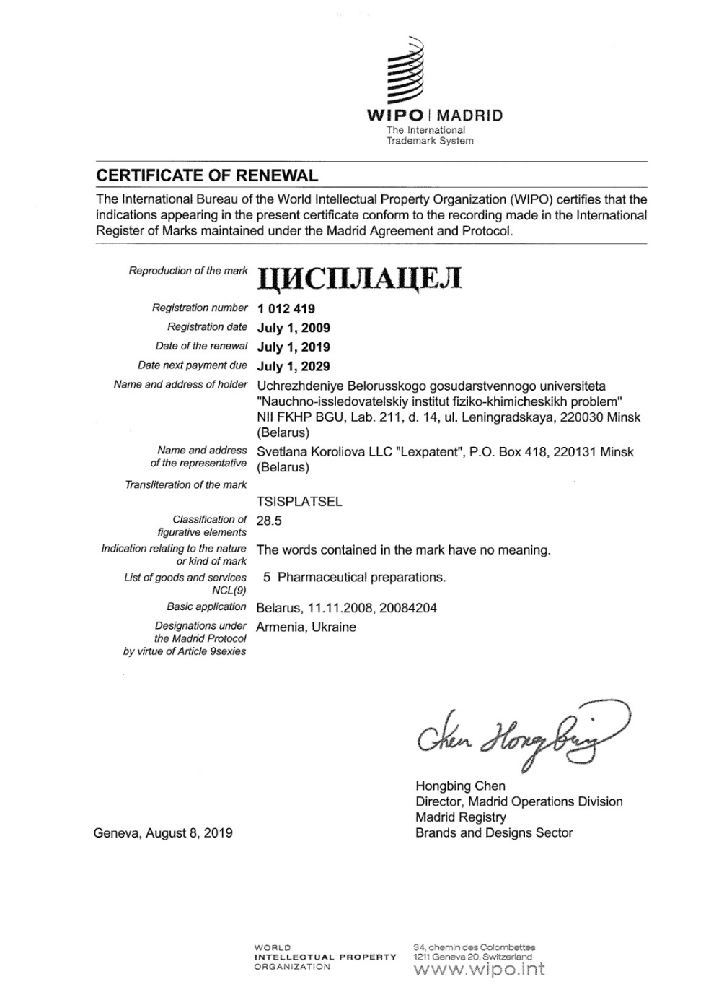 WIPO | MADRID
The International
Trademark System
CERTIFICATE OF RENEWAL
The International Bureau of the World Intellectual Property Organization (WIPO) certifies that the
indications appearing in the present certificate conform to the recording made in the International
Register of Marks maintained under the Madrid Agreement and Protocol.
Reproduction of the mark ЦИСПЛАЦЕЛ
Registration number 1 012 419
Registration date July 1, 2009
Date of the renewal July 1, 2019
Date next payment due July 1, 2029
Name and address of holder Uchrezhdeniye Belorusskogo gosudarstvennogo universiteta
"Nauchno-issledovatelskiy institut fiziko-khimicheskikh problem"
NII FKHP BGU, Lab. 211, d. 14, ul. Leningradskaya, 220030 Minsk
(Belarus)
Name and address Svetlana Koroliova LLC "Lexpatent", P.O. Box 418, 220131 Minsk
of the representative (Belarus)
Transliteration of the mark
TSISPLATSEL
Classification of 28.5
figurative elements
Indication relating to the nature The words contained in the mark have no meaning.
or kind of mark
List of goods and services 5 Pharmaceutical preparations.
NCL(9)
Basic application Belarus, 11.11.2008, 20084204
Designations under Armenia, Ukraine
the Madrid Protocol
by virtue of Article 9sexies
Chen Hongbing
Hongbing Chen
Director, Madrid Operations Division
Madrid Registry
Geneva, August 8, 2019 Brands and Designs Sector
WORLD 34, chemin des Colombettes
INTELLECTUAL PROPERTY 1211 Geneva 20, Switzerland
ORGANIZATION www.wipo.int